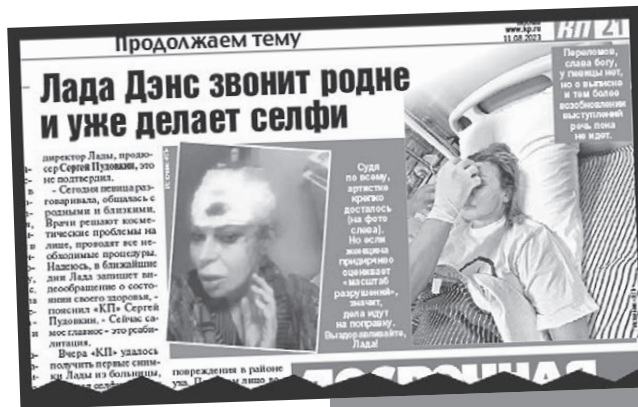 Продолжаем тему
www.kp.ru
11.08.2023
КП 21
Лада Дэнс звонит родне
и уже делает селфи
директор Лады, продю-
сер Сергей Пудовкин, это
не подтвердил.
- Сегодня певица раз-
говаривала, общалась с
родными и близкими.
Врачи решают косме-
тические проблемы на
лице, проводят все не-
обходимые процедуры.
Надеюсь, в ближайшие
дни Лада запишет ви-
деообращение о состо-
янии своего здоровья, -
пояснил «КП» Сергей
Пудовкин. - Сейчас са-
мое главное - это реаби-
литация.
Вчера «КП» удалось
получить первые сним-
ки Лады из больницы,
Судя
по всему,
артистке
крепко
досталось
(на фото
слева).
Но если
женщина
придирчиво
оценивает
«масштаб
разрушений»,
значит,
дела идут
на поправку.
Выздоравливайте,
Лада!
Переломов,
слава богу,
у певицы нет,
но о выписке
и тем более
возобновлении
выступлений
речь пока
не идет.
повреждения в районе
уха. лицо
ДОСРОЧНАЯ